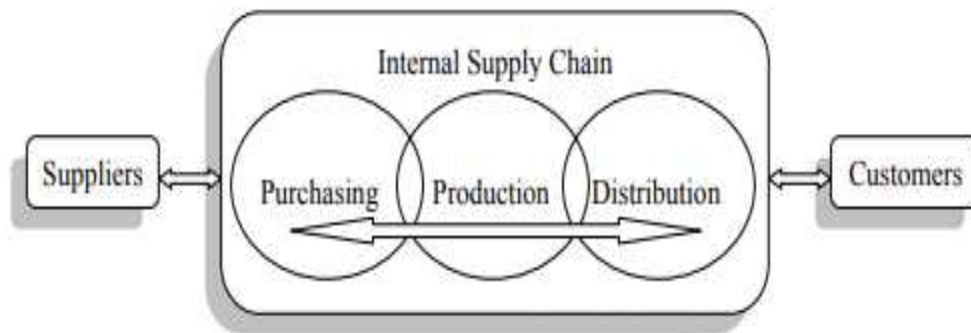 Internal Supply Chain
Suppliers
Purchasing
Production
Distribution
Customers